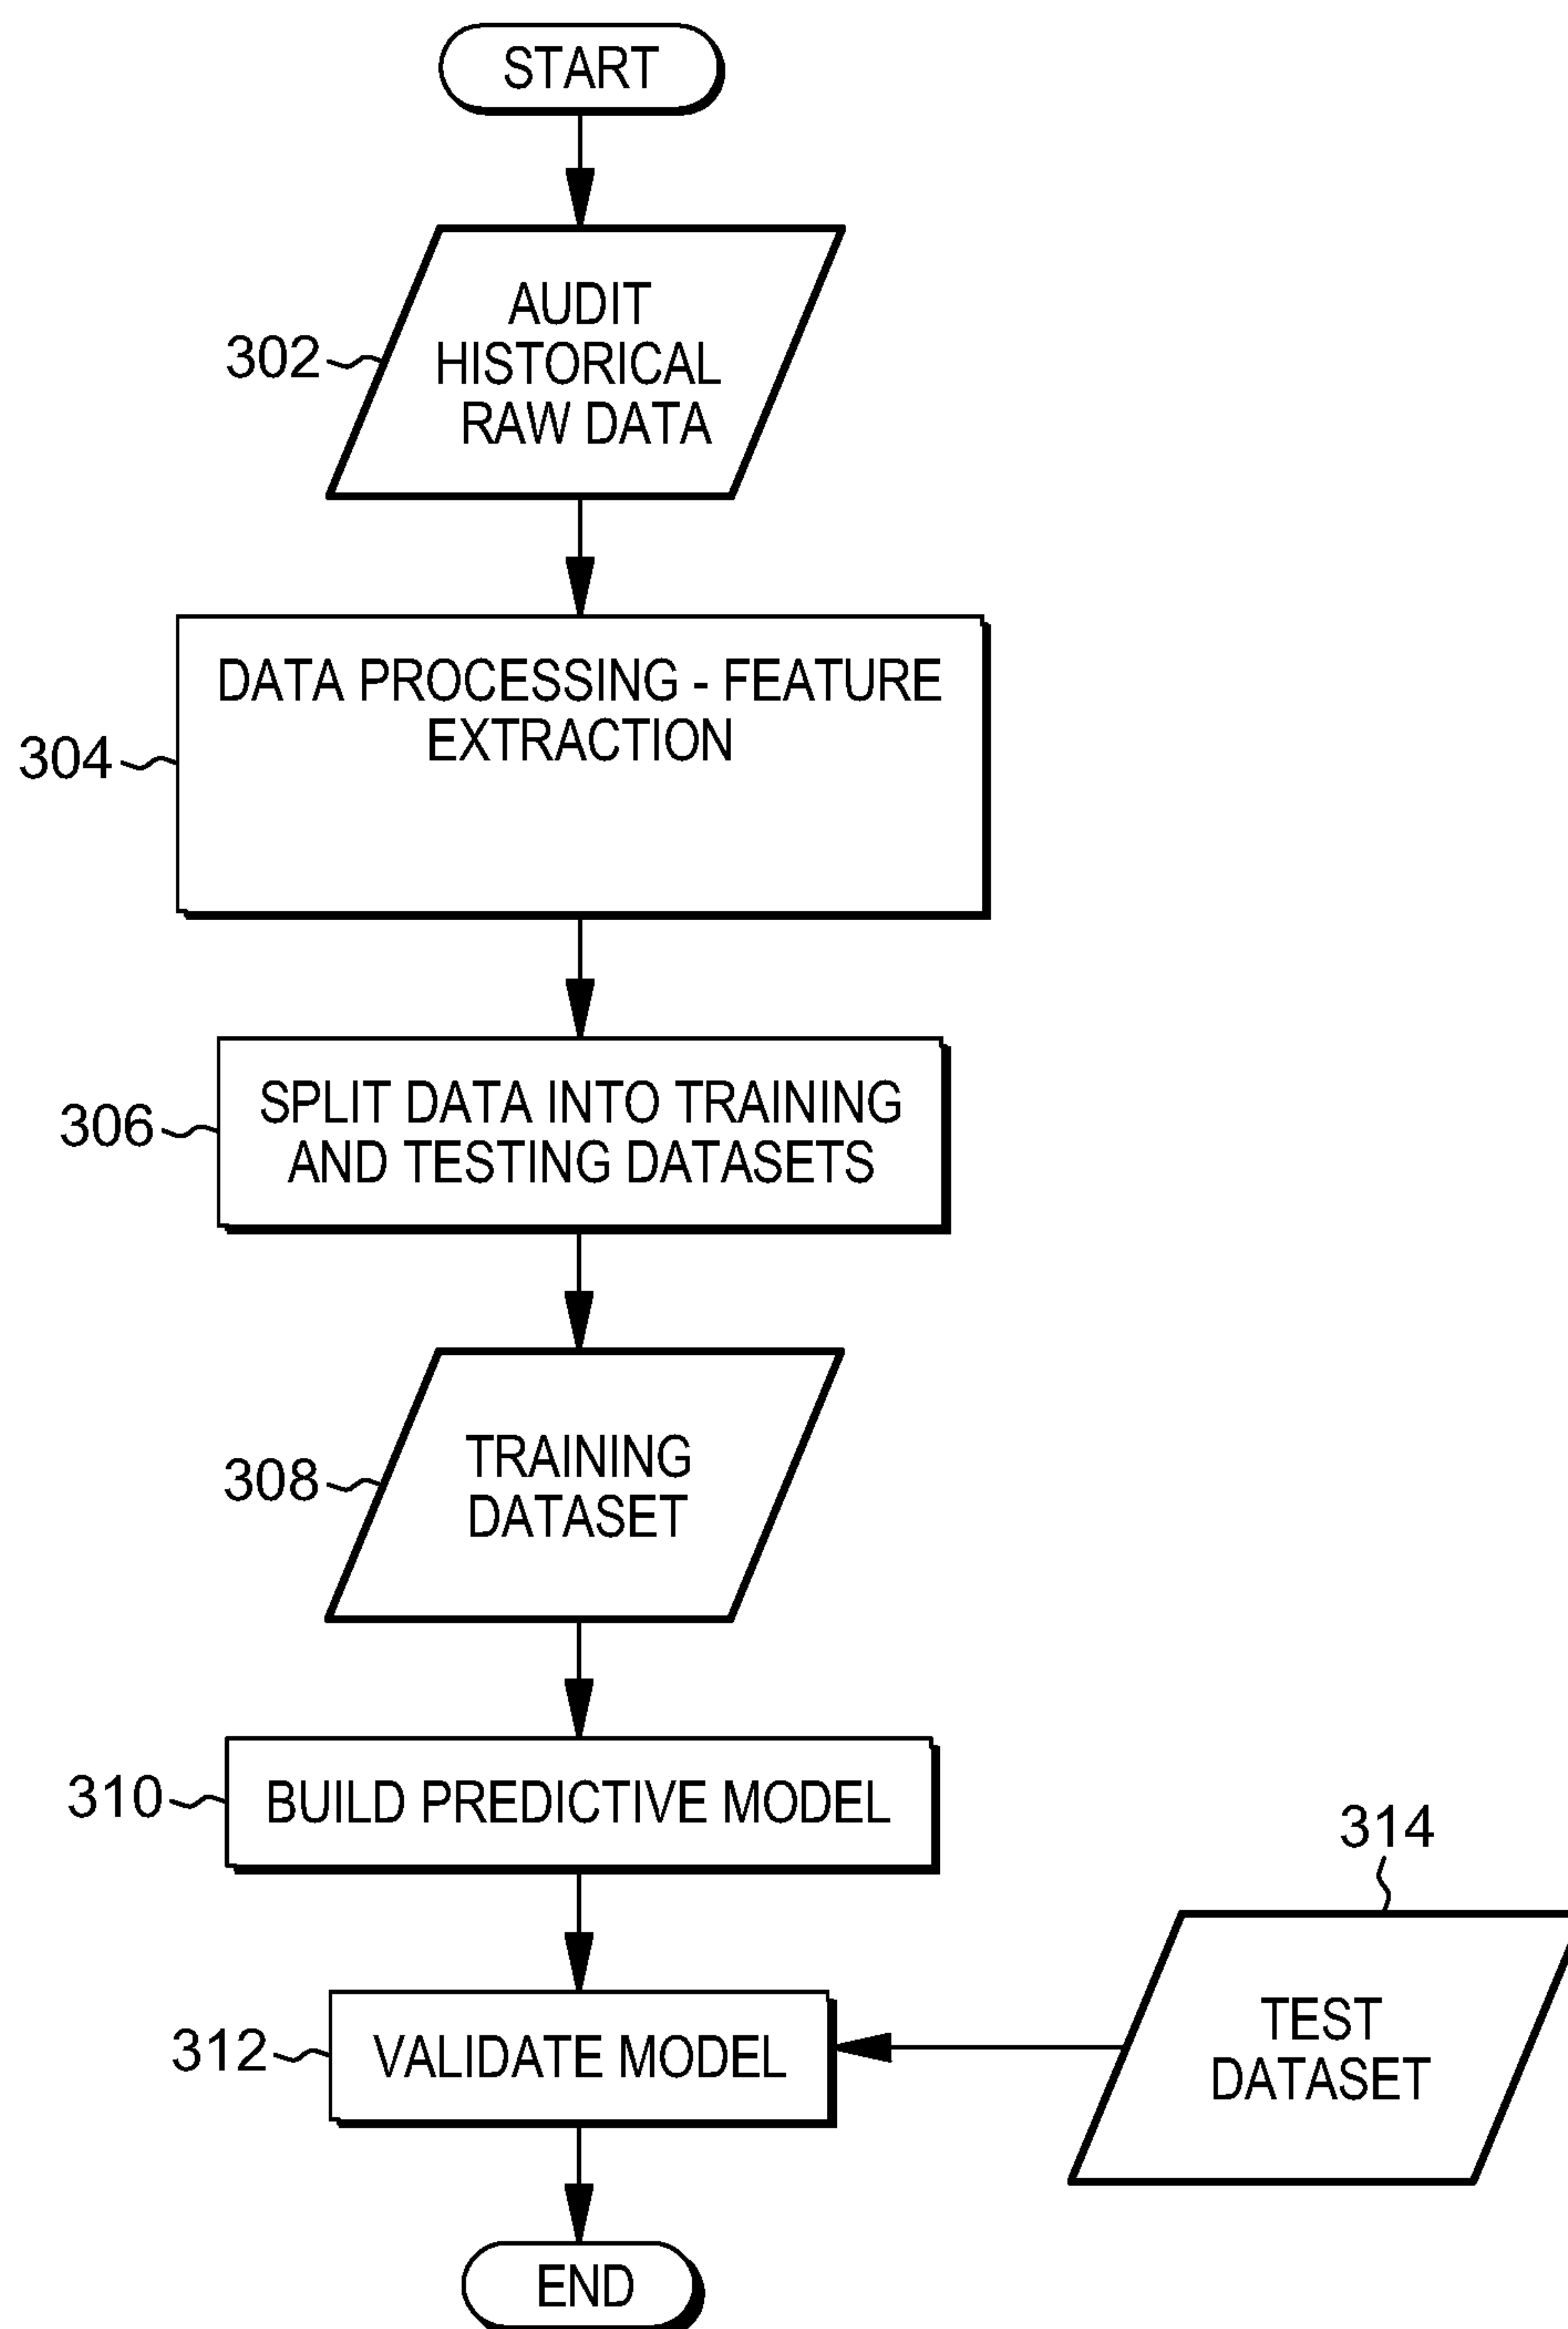 START
302
AUDIT
HISTORICAL
RAW DATA
304
DATA PROCESSING - FEATURE
EXTRACTION
306
SPLIT DATA INTO TRAINING
AND TESTING DATASETS
308
TRAINING
DATASET
310
BUILD PREDICTIVE MODEL
314
312
VALIDATE MODEL
TEST
DATASET
END